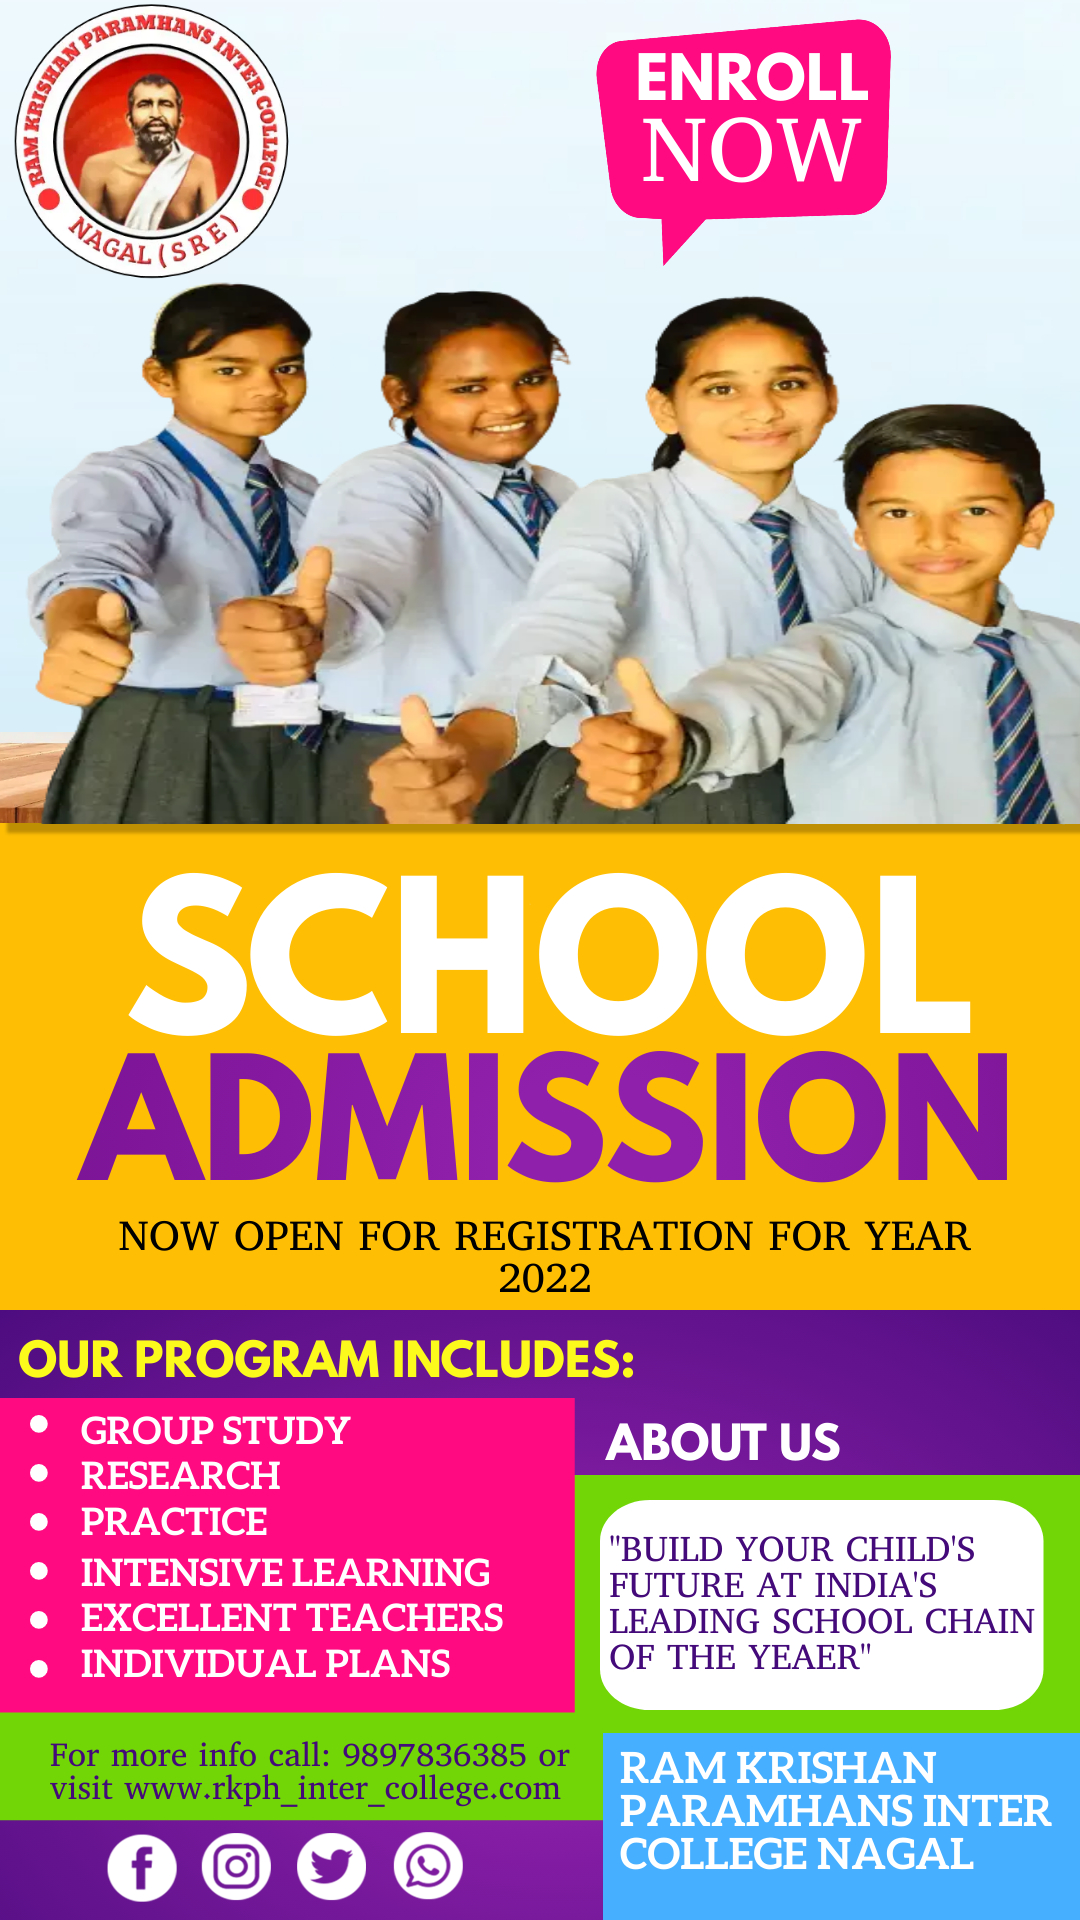 RAM KRISHAN PARAMHANS INTER COLLEGE
NAGAL (SRE)
ENROLL
NOW
SCHOOL
ADMISSION
NOW OPEN FOR REGISTRATION FOR YEAR
2022
OUR PROGRAM INCLUDES:
GROUP STUDY
RESEARCH
PRACTICE
INTENSIVE LEARNING
EXCELLENT TEACHERS
INDIVIDUAL PLANS
ABOUT US
"BUILD YOUR CHILD'S
FUTURE AT INDIA'S
LEADING SCHOOL CHAIN
OF THE YEAER"
For more info call: 9897836385 or
visit www.rkph_inter_college.com
RAM KRISHAN
PARAMHANS INTER
COLLEGE NAGAL